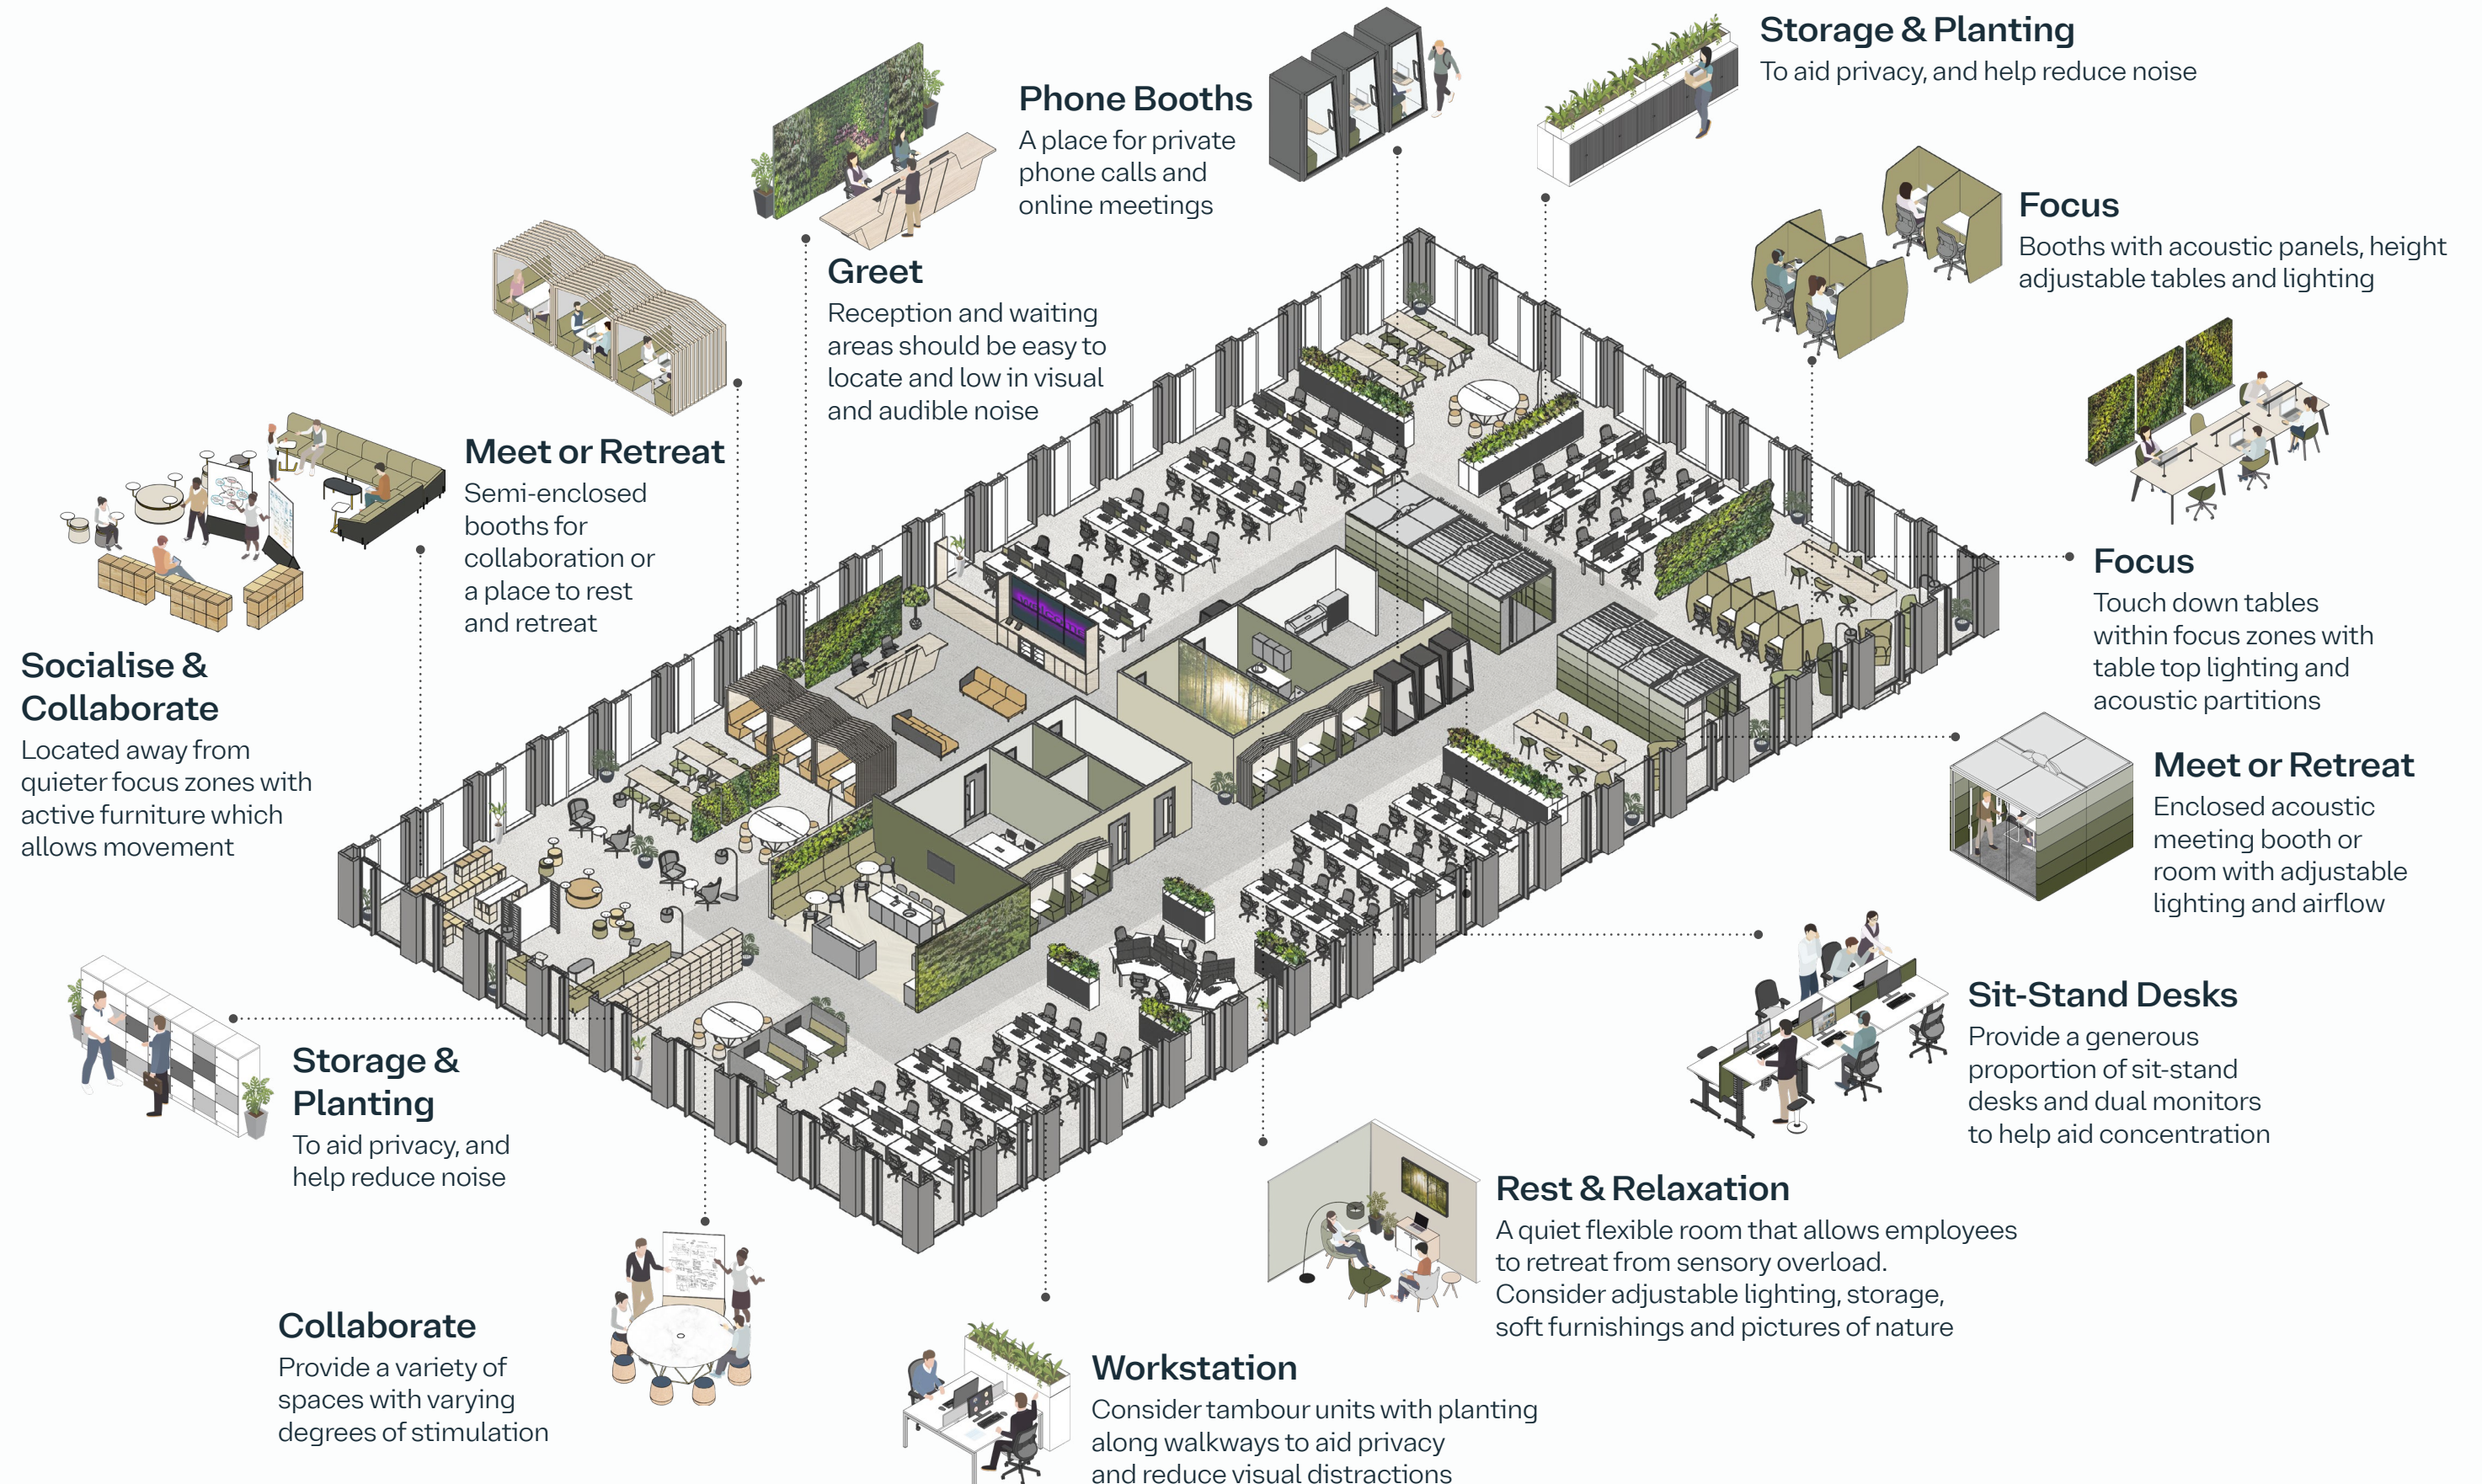 Storage & Planting
To aid privacy, and help reduce noise
Phone Booths
A place for private
phone calls and
online meetings
Focus
Booths with acoustic panels, height
adjustable tables and lighting
Greet
Reception and waiting
areas should be easy to
locate and low in visual
and audible noise
Meet or Retreat
Semi-enclosed
booths for
collaboration or
a place to rest
and retreat
Focus
Touch down tables
within focus zones with
table top lighting and
acoustic partitions
welcome
Socialise &
Collaborate
Located away from
quieter focus zones with
active furniture which
allows movement
Meet or Retreat
Enclosed acoustic
meeting booth or
room with adjustable
lighting and airflow
Sit-Stand Desks
Provide a generous
proportion of sit-stand
desks and dual monitors
to help aid concentration
Storage &
Planting
To aid privacy, and
help reduce noise
Rest & Relaxation
A quiet flexible room that allows employees
to retreat from sensory overload.
Consider adjustable lighting, storage,
soft furnishings and pictures of nature
Collaborate
Provide a variety of
spaces with varying
degrees of stimulation
Workstation
Consider tambour units with planting
along walkways to aid privacy
and reduce visual distractions